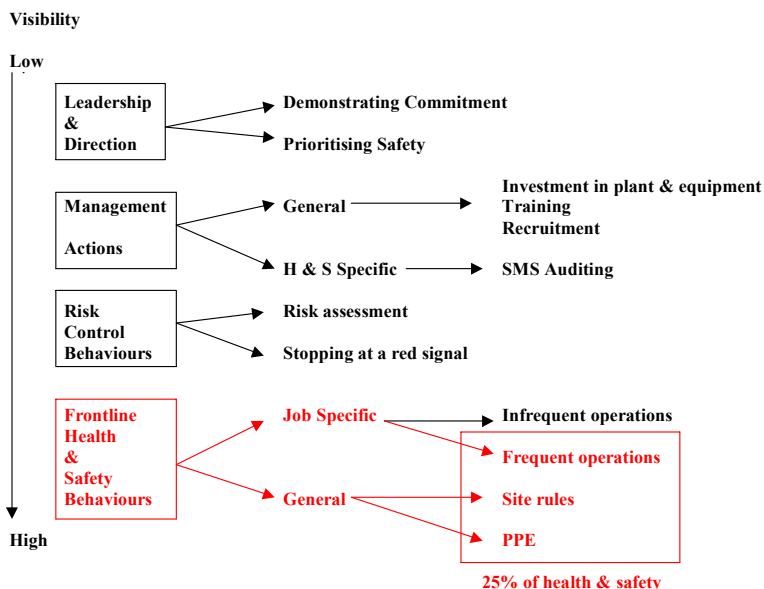 Visibility
Low
Leadership
&
Direction
Demonstrating Commitment
Prioritising Safety
Management
Actions
General
Investment in plant & equipment
Training
Recruitment
H & S Specific
SMS Auditing
Risk
Control
Behaviours
Risk assessment
Stopping at a red signal
Frontline
Health
&
Safety
Behaviours
Job Specific
Infrequent operations
Frequent operations
General
Site rules
PPE
High
25% of health & safety